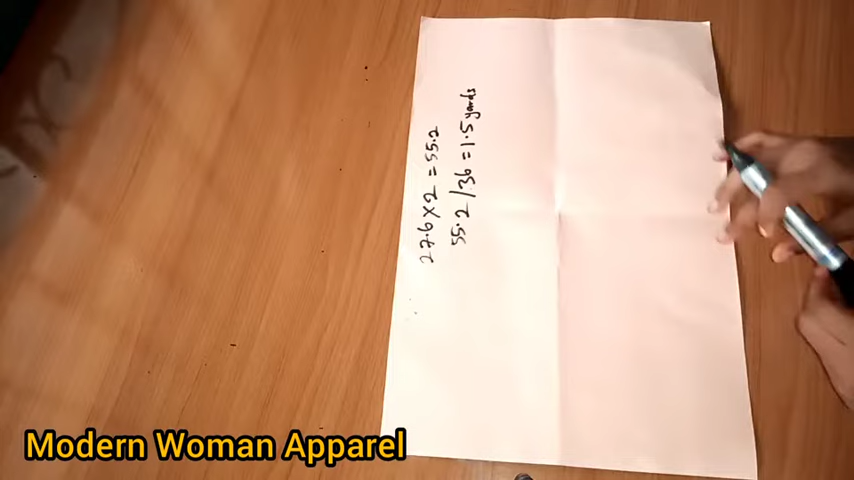 27.6 X 2 = 55.2
55.2 / 36 = 1.5 yards
Modern Woman Apparel